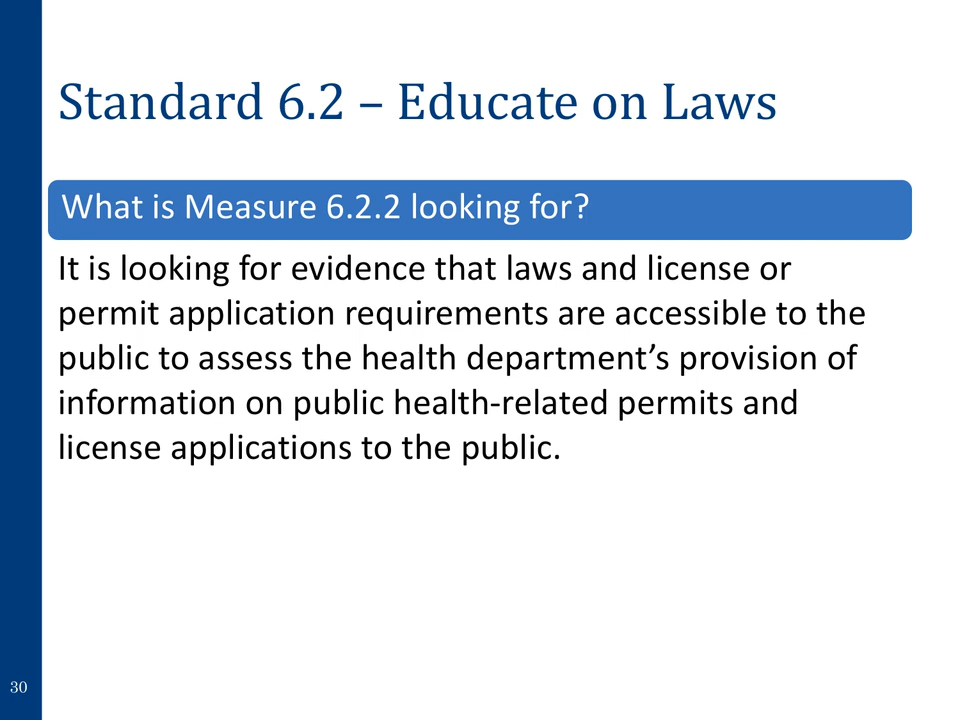 Standard 6.2 – Educate on Laws
What is Measure 6.2.2 looking for?
It is looking for evidence that laws and license or
permit application requirements are accessible to the
public to assess the health department’s provision of
information on public health-related permits and
license applications to the public.
30